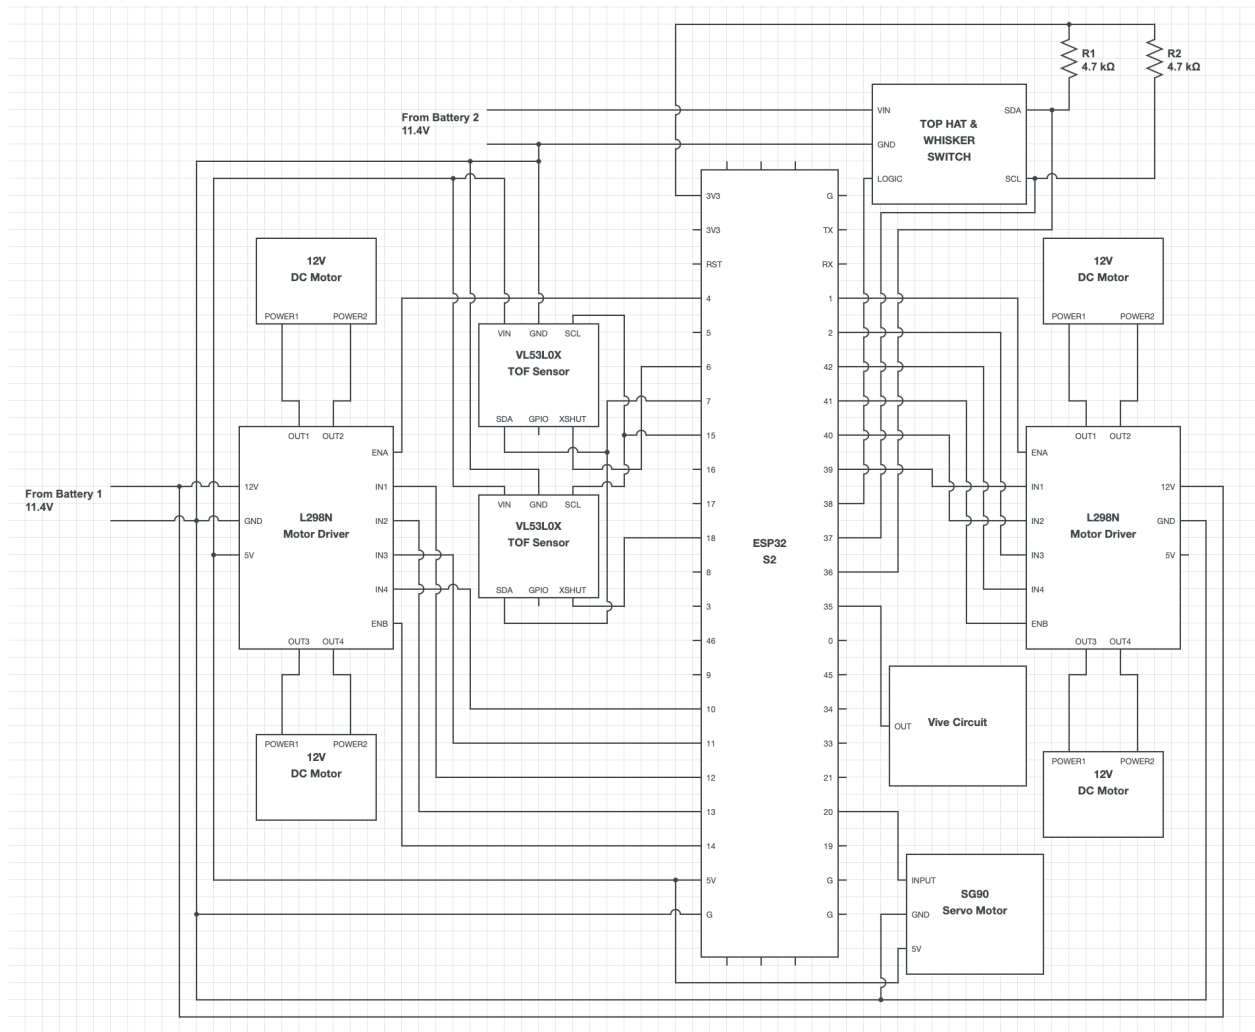 R1
4.7 kΩ
R2
4.7 kΩ
From Battery 2
11.4V
VIN
GND
LOGIC
TOP HAT &
WHISKER
SWITCH
SDA
SCL
12V
DC Motor
POWER1
POWER2
VIN
GND
SCL
VL53L0X
TOF Sensor
SDA
GPIO
XSHUT
VIN
GND
SCL
VL53L0X
TOF Sensor
SDA
GPIO
XSHUT
From Battery 1
11.4V
OUT1
OUT2
12V
GND
5V
L298N
Motor Driver
ENA
IN1
IN2
IN3
IN4
ENB
OUT3
OUT4
POWER1
POWER2
12V
DC Motor
3V3
3V3
RST
4
5
6
7
15
16
17
18
8
3
46
9
10
11
12
13
14
5V
G
ESP32
S2
G
TX
RX
1
2
42
41
40
39
38
37
36
35
0
45
34
33
21
20
19
G
G
12V
DC Motor
POWER1
POWER2
OUT1
OUT2
ENA
IN1
IN2
IN3
IN4
ENB
L298N
Motor Driver
12V
GND
5V
OUT3
OUT4
POWER1
POWER2
12V
DC Motor
OUT
Vive Circuit
INPUT
GND
5V
SG90
Servo Motor